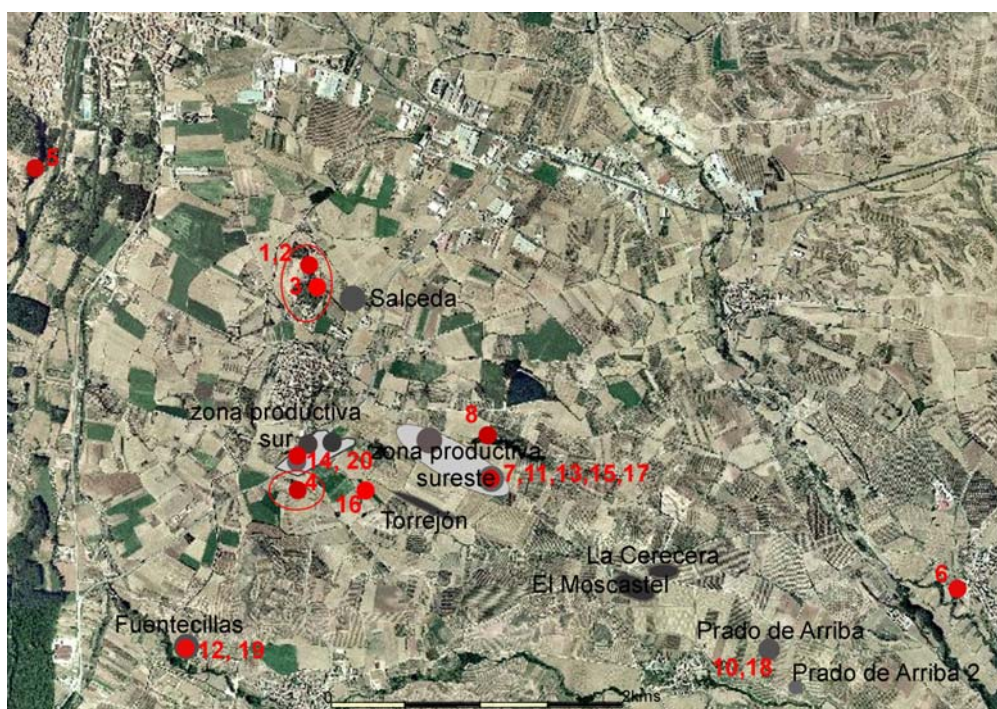 5
1,2
3
Salceda
zona productiva
sur
8
zona productiva
sureste
14, 20
7,11,13,15,17
4
16
Torrejón
La Cerecera
El Moscastel
6
Fuentecillas
12, 19
Prado de Arriba
10,18
Prado de Arriba 2
0
2kms